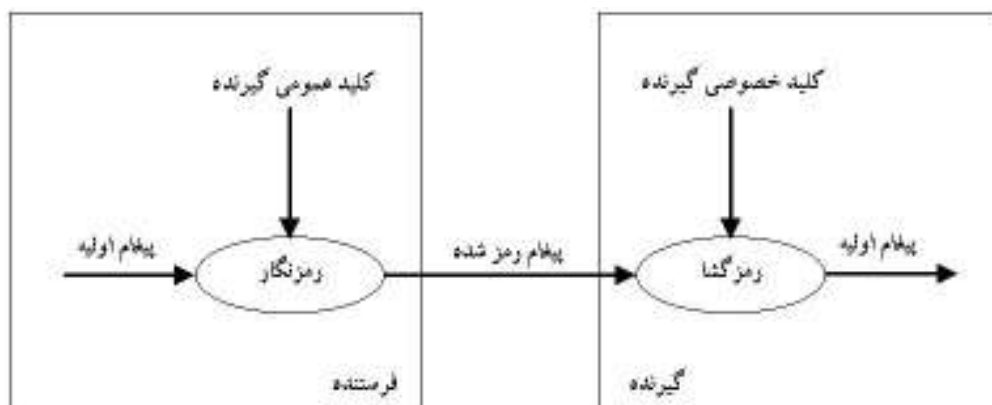 کلید عمومی گیرنده
کلید خصوصی گیرنده
پیغام اولیه
رمزنگار
پیغام رمز شده
رمزگشا
پیغام اولیه
فرستنده
گیرنده